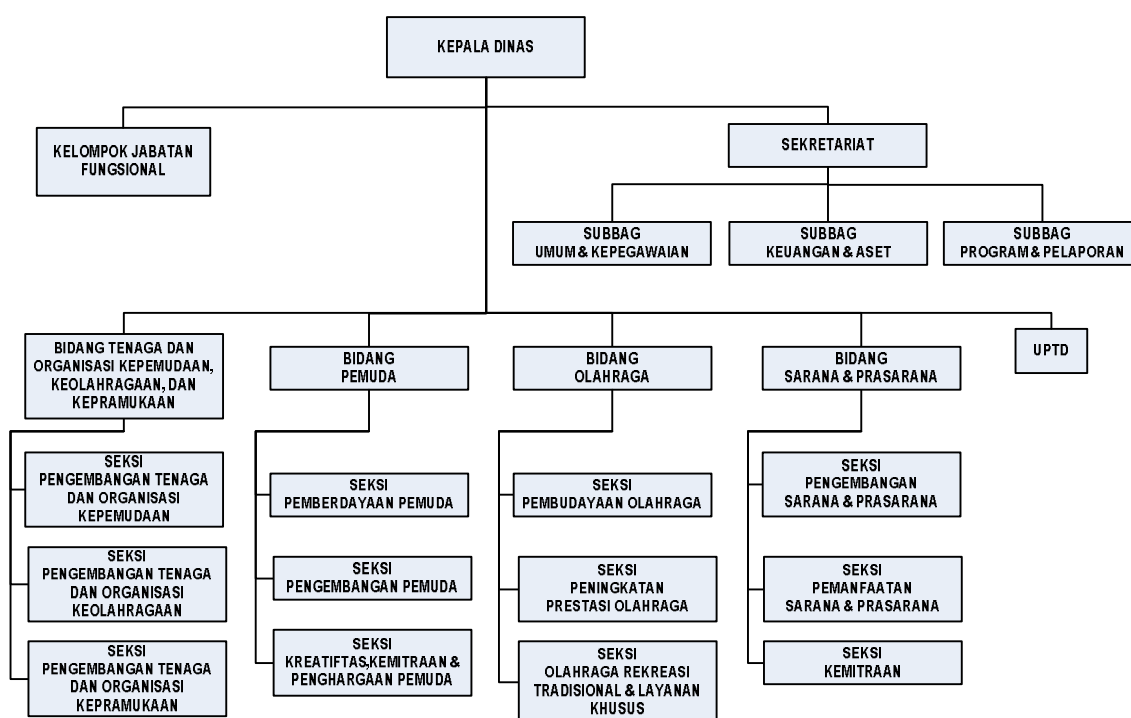 KEPALA DINAS
KELOMPOK JABATAN
FUNGSIONAL
SEKRETARIAT
SUBBAG
UMUM & KEPEGAWAIAN
SUBBAG
KEUANGAN & ASET
SUBBAG
PROGRAM & PELAPORAN
BIDANG TENAGA DAN
ORGANISASI KEPEMUDAAN,
KEOLAHRAGAAN, DAN
KEPRAMUKAAN
BIDANG
PEMUDA
BIDANG
OLAHRAGA
BIDANG
SARANA & PRASARANA
UPTD
SEKSI
PENGEMBANGAN TENAGA
DAN ORGANISASI
KEPEMUDAAN
SEKSI
PENGEMBANGAN TENAGA
DAN ORGANISASI
KEOLAHRAGAAN
SEKSI
PENGEMBANGAN TENAGA
DAN ORGANISASI
KEPRAMUKAAN
SEKSI
PEMBERDAYAAN PEMUDA
SEKSI
PENGEMBANGAN PEMUDA
SEKSI
KREATIFTAS,KEMITRAAN &
PENGHARGAAN PEMUDA
SEKSI
PEMBUDAYAAN OLAHRAGA
SEKSI
PENINGKATAN
PRESTASI OLAHRAGA
SEKSI
OLAHRAGA REKREASI
TRADISIONAL & LAYANAN
KHUSUS
SEKSI
PENGEMBANGAN
SARANA & PRASARANA
SEKSI
PEMANFAATAN
SARANA & PRASARANA
SEKSI
KEMITRAAN